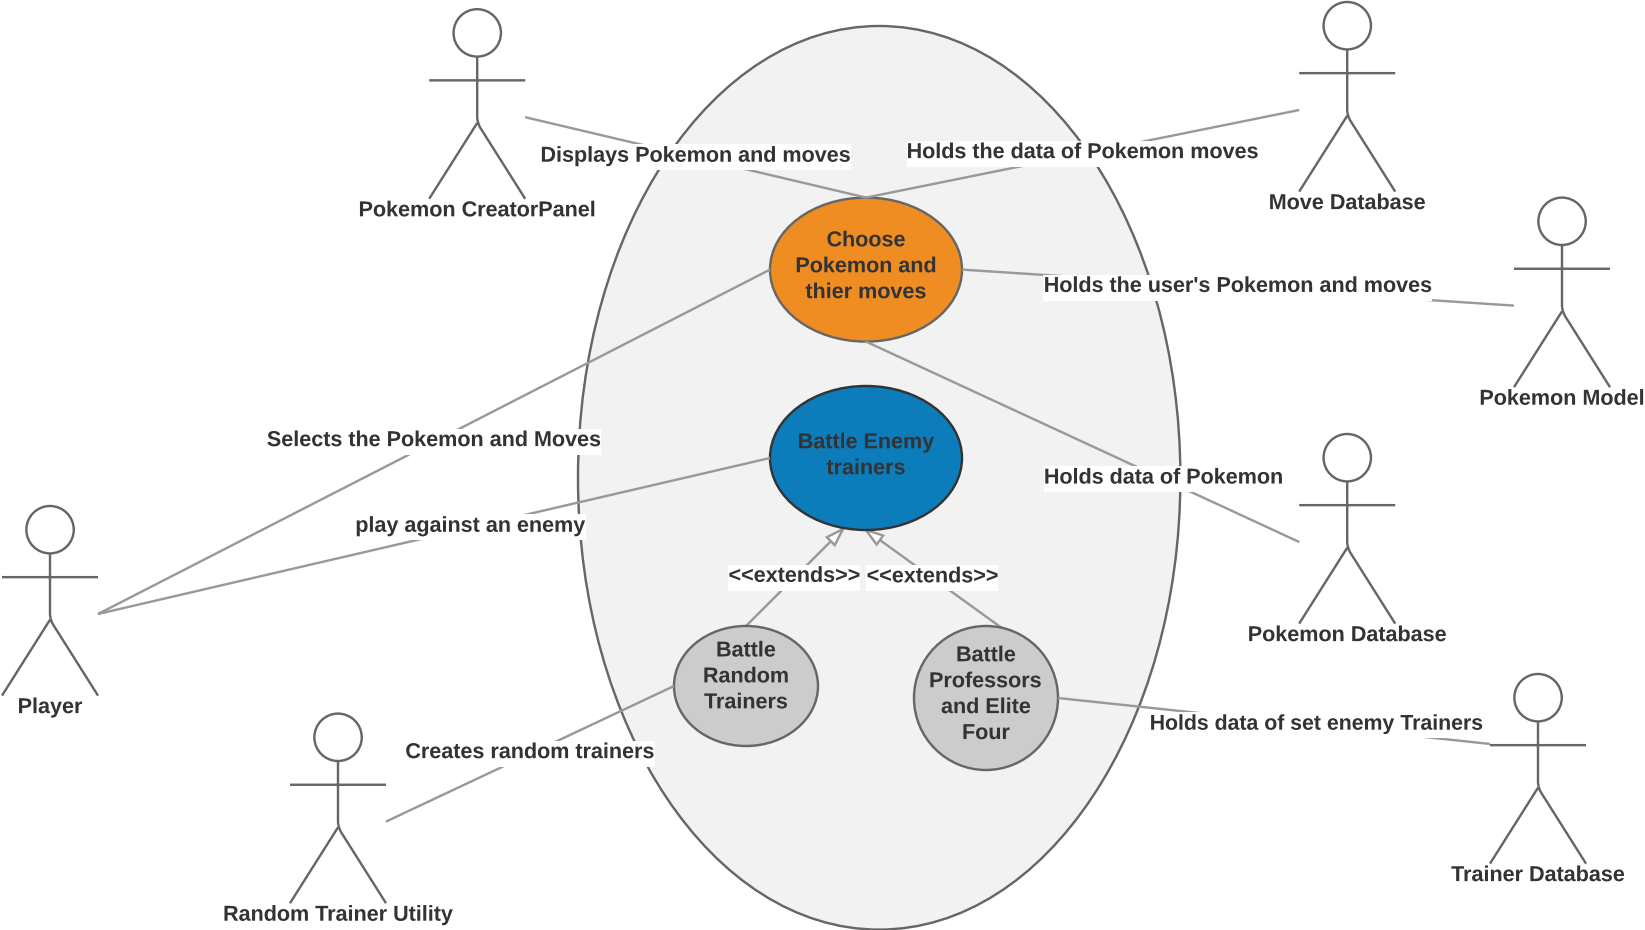 Displays Pokemon and moves
Holds the data of Pokemon moves
Pokemon CreatorPanel
Move Database
Choose
Pokemon and
thier moves
Holds the user's Pokemon and moves
Pokemon Model
Selects the Pokemon and Moves
Battle Enemy
trainers
Holds data of Pokemon
play against an enemy
<<extends>>
<<extends>>
Pokemon Database
Player
Battle
Random
Trainers
Battle
Professors
and Elite
Four
Holds data of set enemy Trainers
Creates random trainers
Trainer Database
Random Trainer Utility